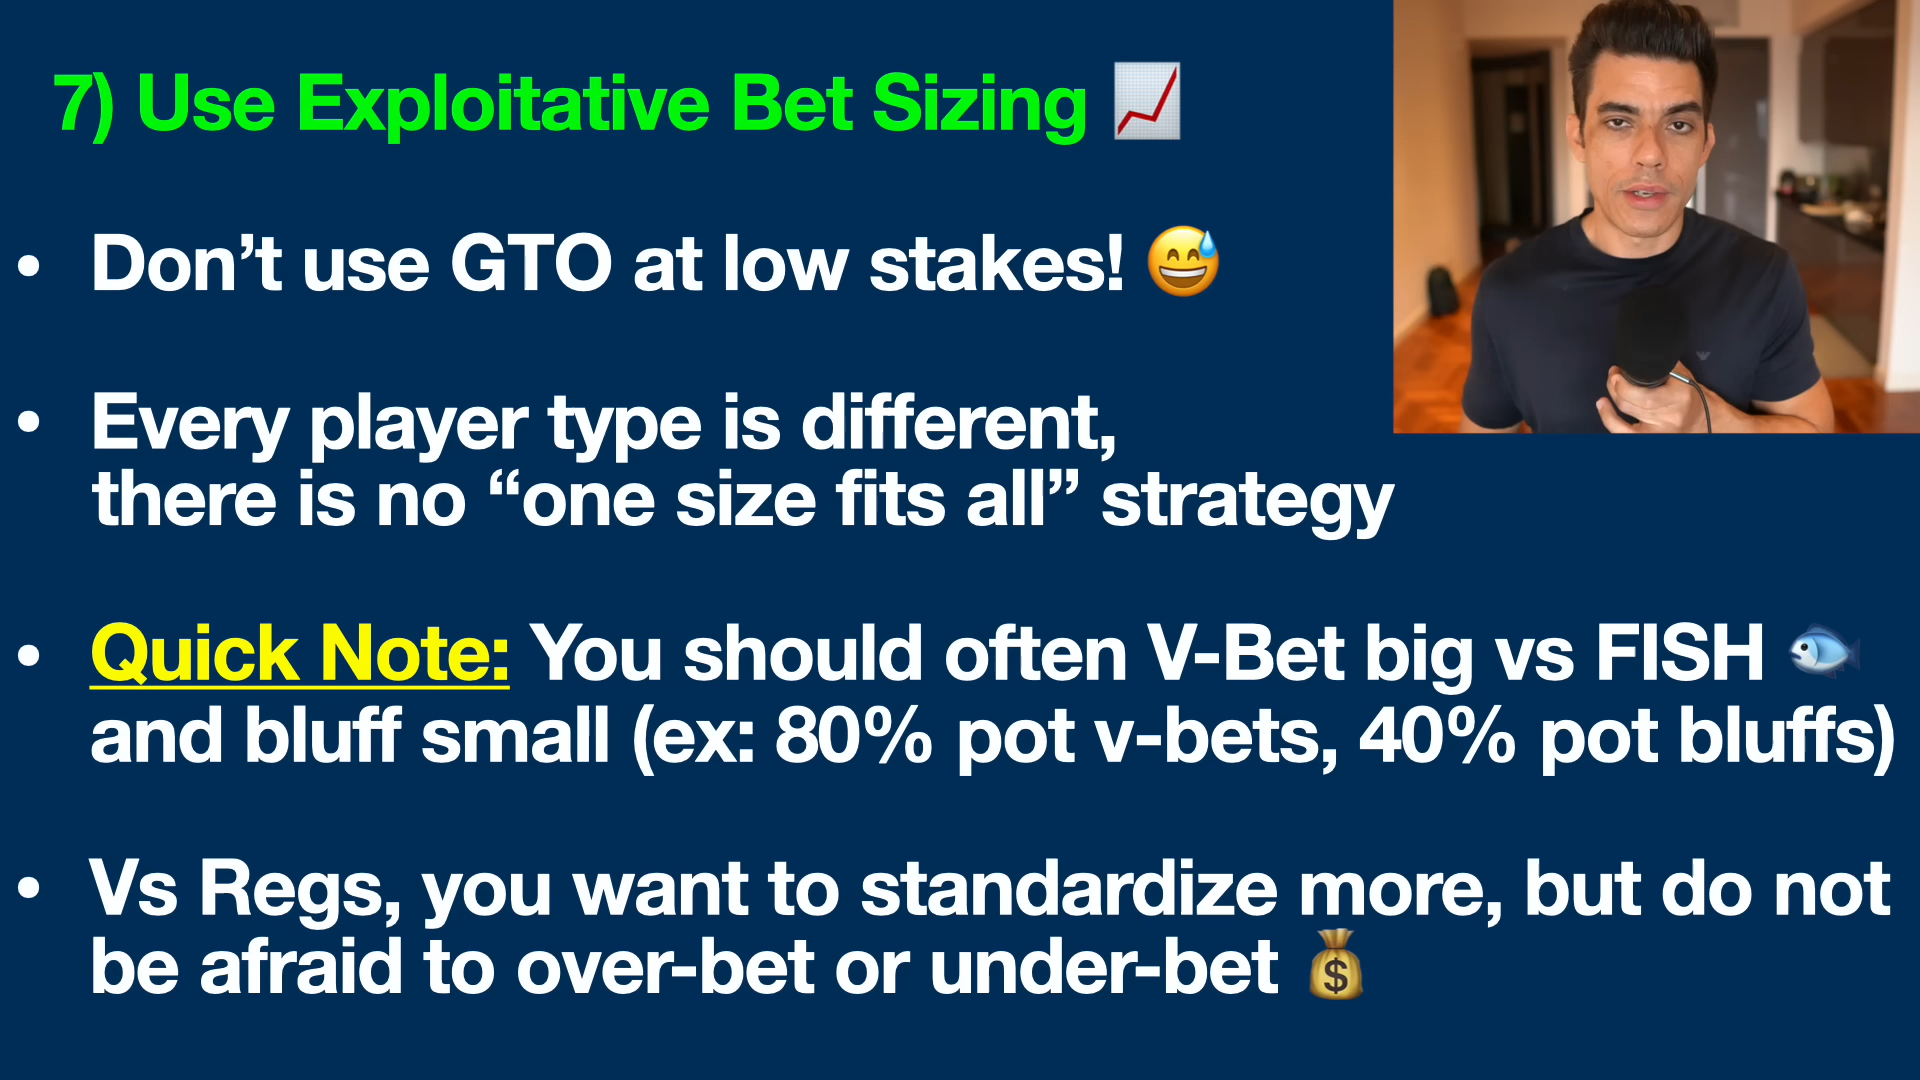 7) Use Exploitative Bet Sizing 📈
• Don’t use GTO at low stakes! 😅
• Every player type is different,
there is no “one size fits all” strategy
• Quick Note: You should often V-Bet big vs FISH 🐟
and bluff small (ex: 80% pot v-bets, 40% pot bluffs)
• Vs Regs, you want to standardize more, but do not
be afraid to over-bet or under-bet 💰